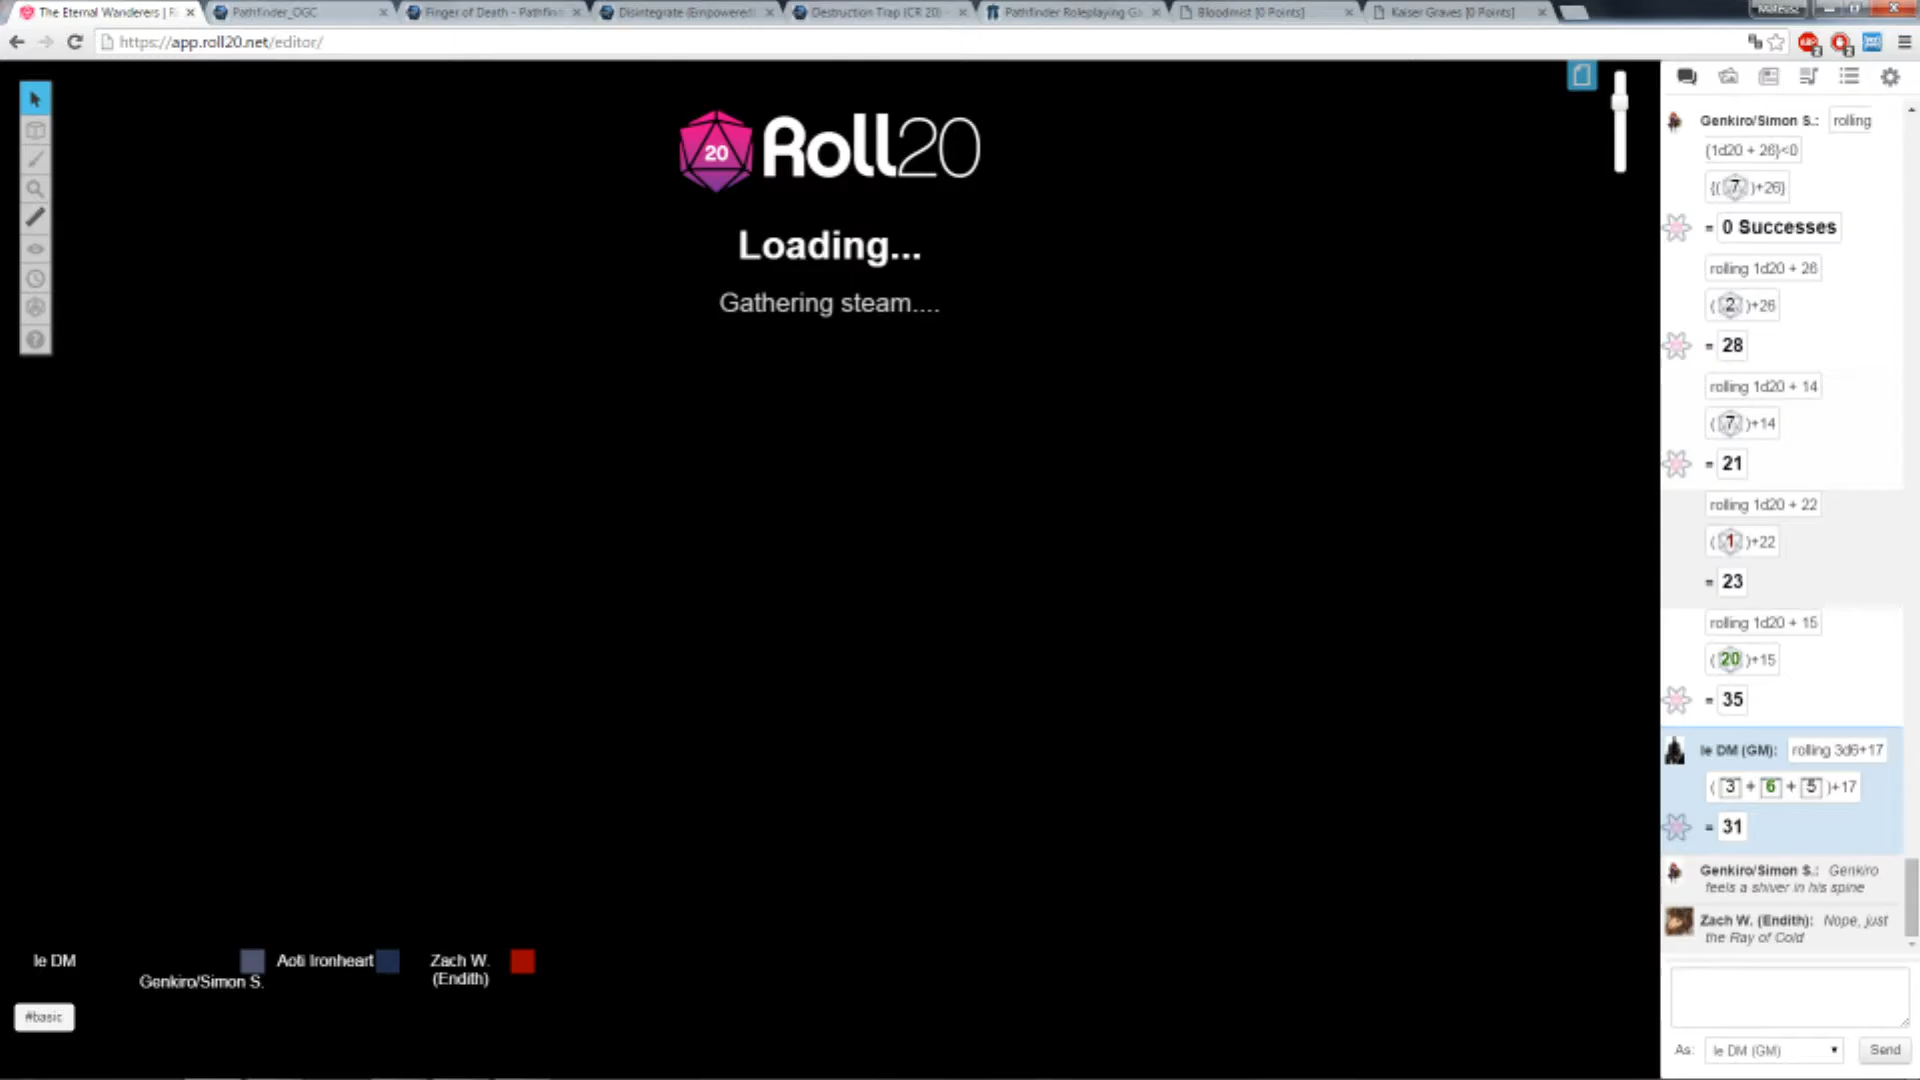 The Eternal Wanderers | R
Pathfinder_OGC
Finger of Death - Pathfin
Disintegrate (Empowered
Destruction Trap (CR 20)
Pathfinder Roleplaying Ga
Bloodmist [0 Points]
Kaiser Graves [0 Points]
Mateusz
https://app.roll20.net/editor/
20
Roll20
Loading...
Gathering steam....
Genkiro/Simon S.: rolling
{1d20 + 26}<0
{(7)+26}
= 0 Successes
rolling 1d20 + 26
(2)+26
= 28
rolling 1d20 + 14
(7)+14
= 21
rolling 1d20 + 22
(1)+22
= 23
rolling 1d20 + 15
(20)+15
= 35
le DM (GM): rolling 3d6+17
(3 + 6 + 5)+17
= 31
Genkiro/Simon S.: Genkiro
feels a shiver in his spine
Zach W. (Endith): Nope, just
the Ray of Cold
le DM
Genkiro/Simon S.
Aoti Ironheart
Zach W.
(Endith)
#basic
As: le DM (GM)
Send